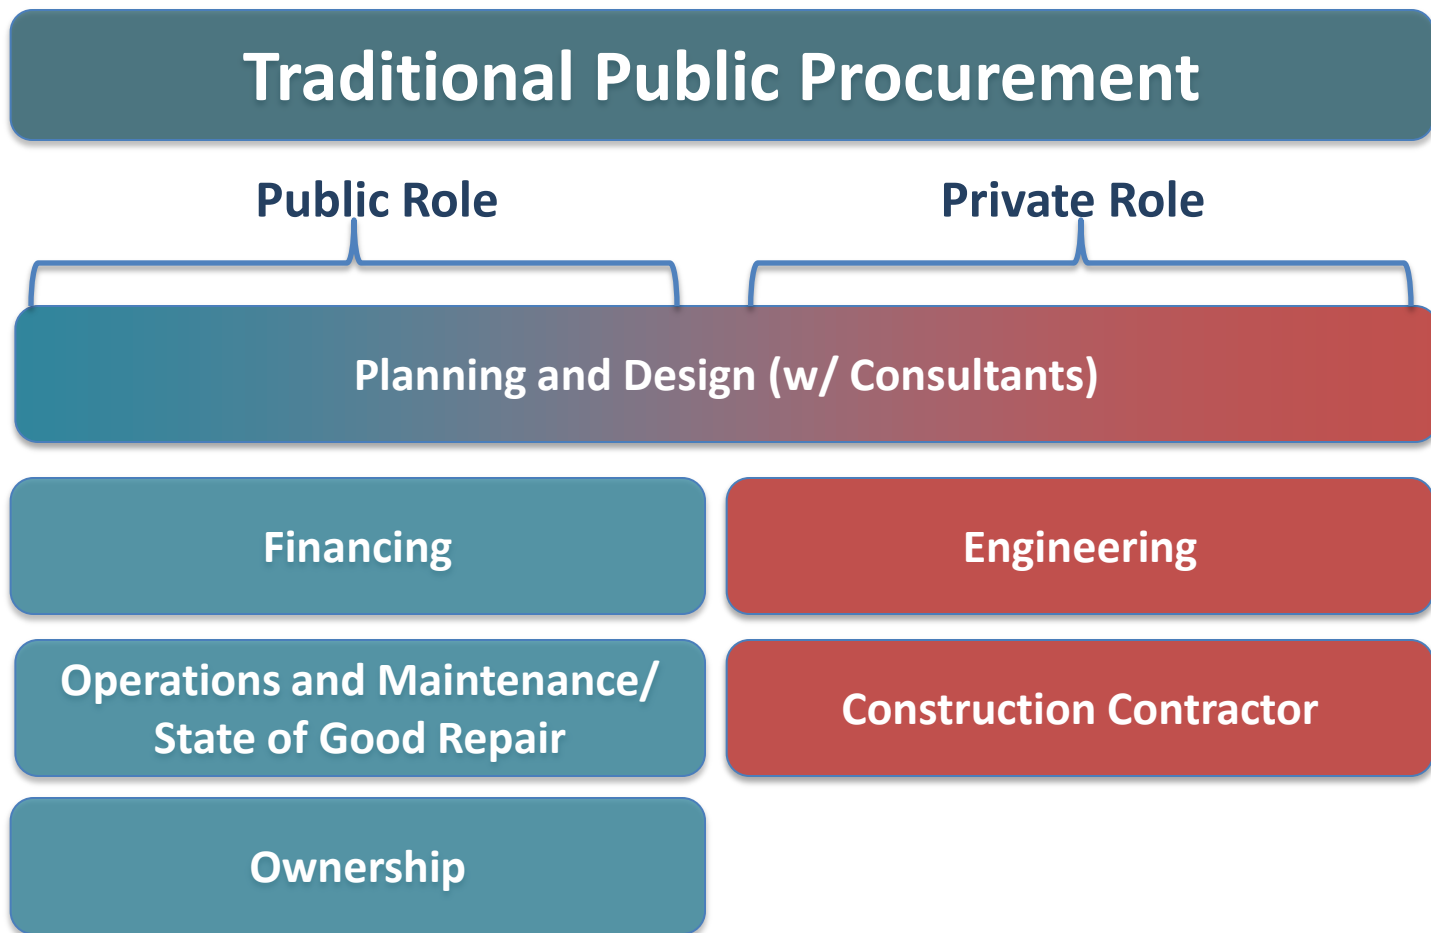 Traditional Public Procurement
Public Role
Private Role
Planning and Design (w/ Consultants)
Financing
Engineering
Operations and Maintenance/
State of Good Repair
Construction Contractor
Ownership